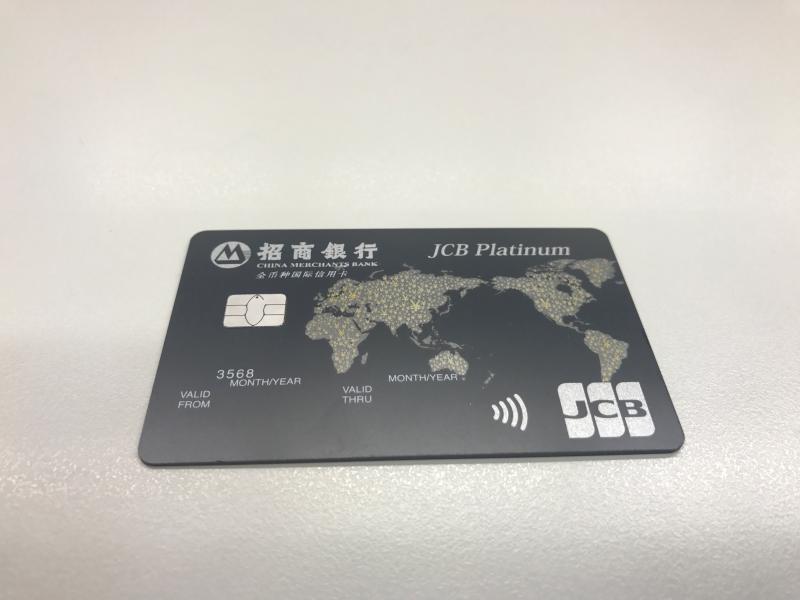 招商銀行
CHINA MERCHANTS BANK
全币种国际信用卡
JCB Platinum
3568
MONTH/YEAR
VALID
FROM
MONTH/YEAR
VALID
THRU
JCB